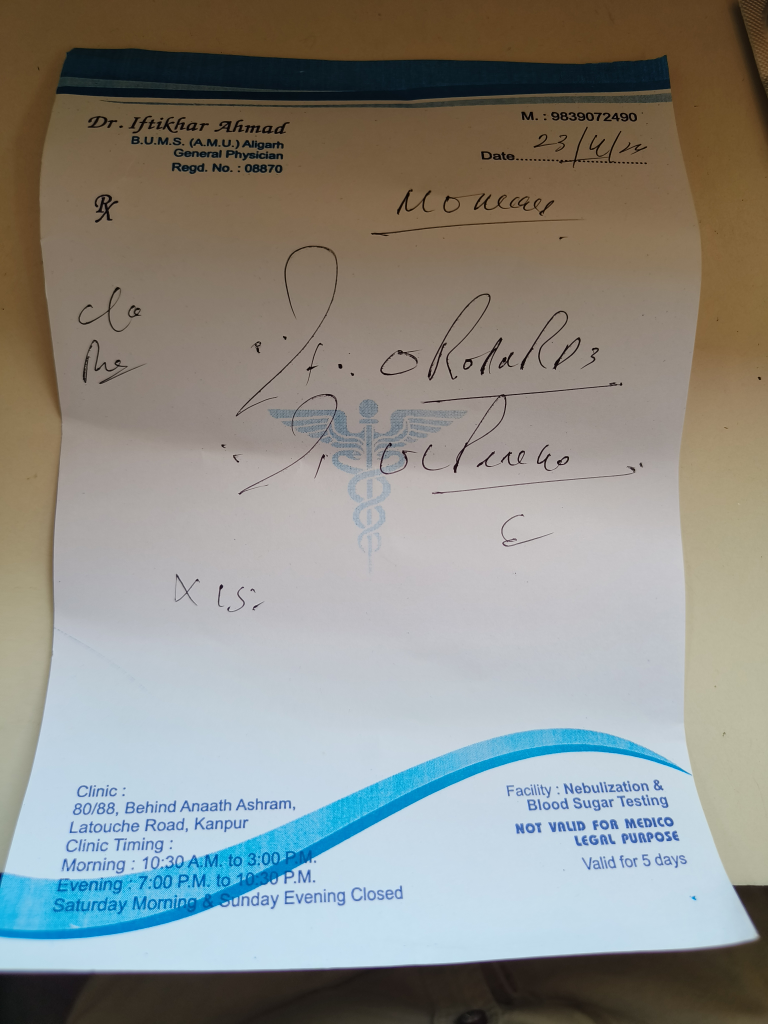 Dr. Iftikhar Ahmad
B.U.M.S. (A.M.U.) Aligarh
General Physician
Regd. No. : 08870
M. : 9839072490
Date 23/4/24
Rx
c/o
Facility : Nebulization &
Blood Sugar Testing
NOT VALID FOR MEDICO
LEGAL PURPOSE
Valid for 5 days
Clinic :
80/88, Behind Anaath Ashram,
Latouche Road, Kanpur
Clinic Timing :
Morning : 10:30 A.M. to 3:00 P.M.
Evening : 7:00 P.M. to 10:30 P.M.
Saturday Morning & Sunday Evening Closed